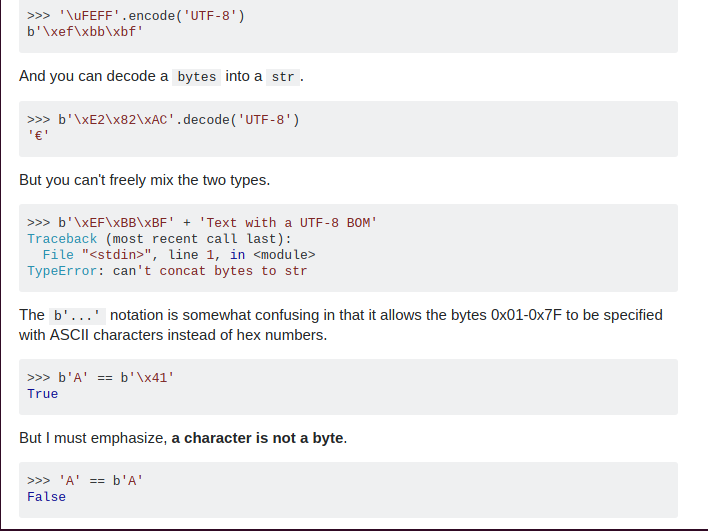 >>> '\uFEFF'.encode('UTF-8')
b'\xef\xbb\xbf'
And you can decode a bytes into a str.
>>> b'\xE2\x82\xAC'.decode('UTF-8')
'€'
But you can't freely mix the two types.
>>> b'\xEF\xBB\xBF' + 'Text with a UTF-8 BOM'
Traceback (most recent call last):
  File "<stdin>", line 1, in <module>
TypeError: can't concat bytes to str
The b'...' notation is somewhat confusing in that it allows the bytes 0x01-0x7F to be specified
with ASCII characters instead of hex numbers.
>>> b'A' == b'\x41'
True
But I must emphasize, a character is not a byte.
>>> 'A' == b'A'
False